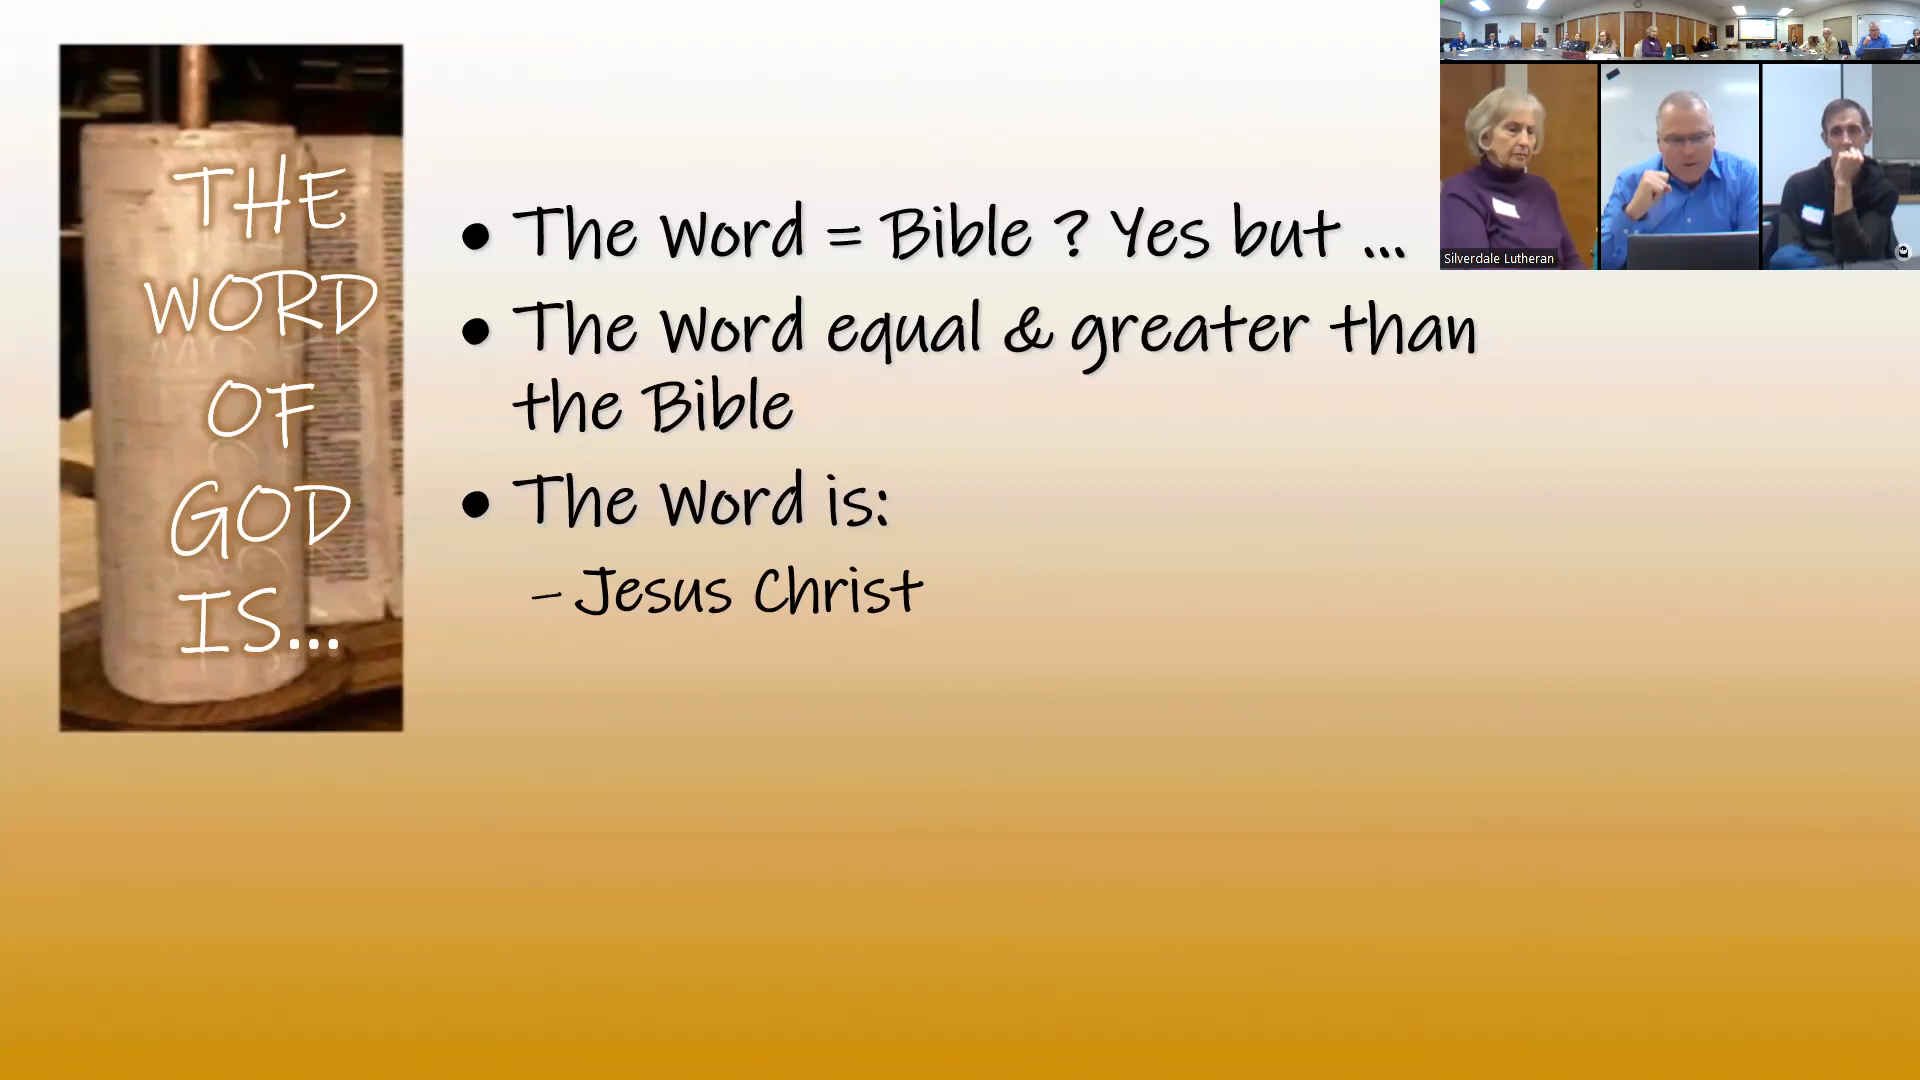 THE
WORD
OF
GOD
IS...
• The Word = Bible ? Yes but ...
• The Word equal & greater than
the Bible
• The Word is:
– Jesus Christ
Silverdale Lutheran